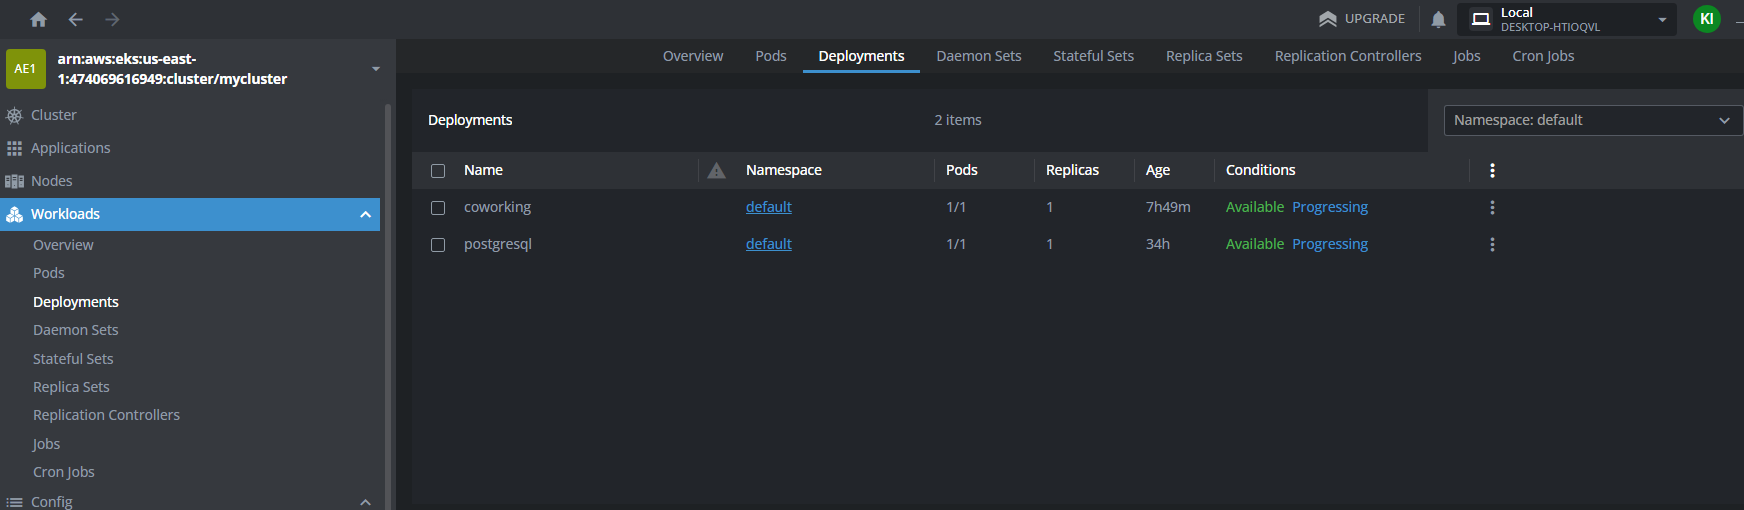 UPGRADE
Local
DESKTOP-HTIOQVL
KI
AE1
arn:aws:eks:us-east-
1:474069616949:cluster/mycluster
Overview Pods Deployments Daemon Sets Stateful Sets Replica Sets Replication Controllers Jobs Cron Jobs
Cluster
Applications
Nodes
Workloads
Overview
Pods
Deployments
Daemon Sets
Stateful Sets
Replica Sets
Replication Controllers
Jobs
Cron Jobs
Config
Deployments 2 items Namespace: default
Name Namespace Pods Replicas Age Conditions
coworking default 1/1 1 7h49m Available Progressing
postgresql default 1/1 1 34h Available Progressing